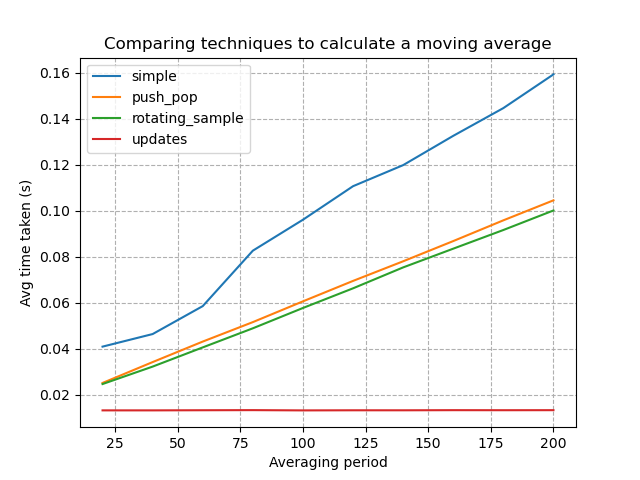 Comparing techniques to calculate a moving average
simple
push_pop
rotating_sample
updates
0.16
0.14
0.12
0.10
0.08
0.06
0.04
0.02
Avg time taken (s)
25 50 75 100 125 150 175 200
Averaging period